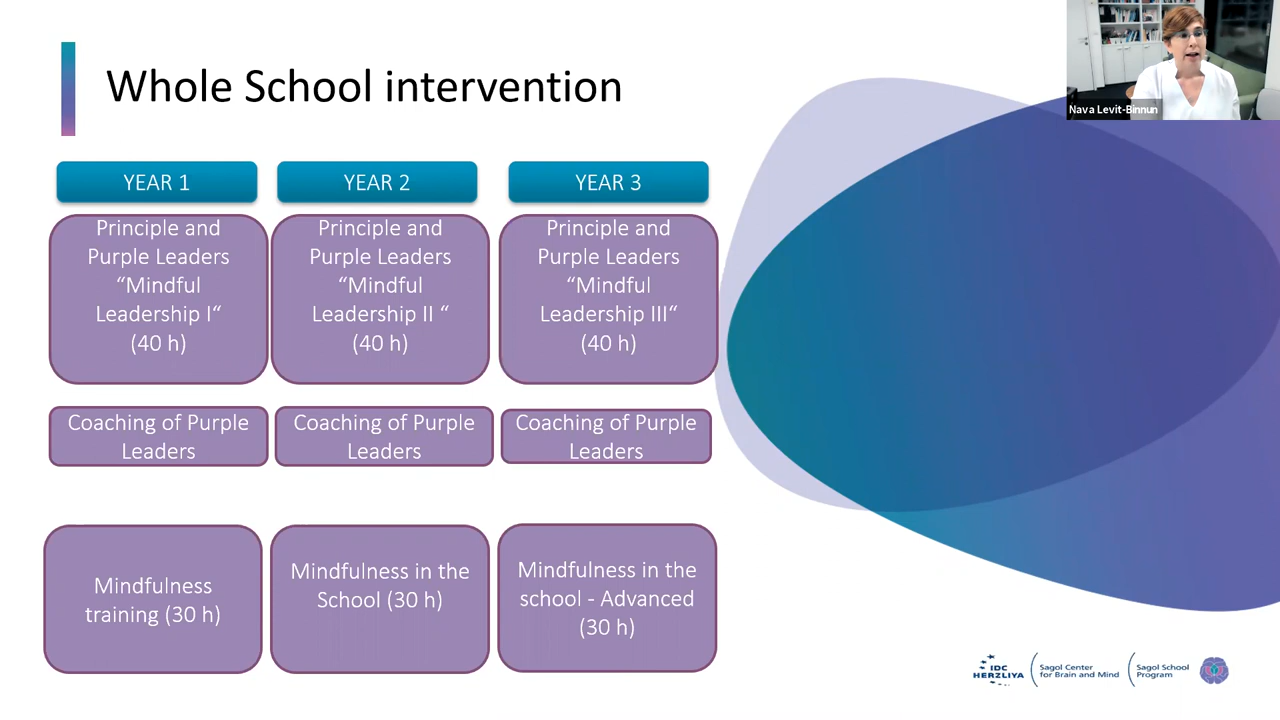 Whole School intervention
Nava Levit-Binnun
YEAR 1
YEAR 2
YEAR 3
Principle and
Purple Leaders
“Mindful
Leadership I“
(40 h)
Principle and
Purple Leaders
“Mindful
Leadership II “
(40 h)
Principle and
Purple Leaders
“Mindful
Leadership III“
(40 h)
Coaching of Purple
Leaders
Coaching of Purple
Leaders
Coaching of Purple
Leaders
Mindfulness
training (30 h)
Mindfulness in the
School (30 h)
Mindfulness in the
school - Advanced
(30 h)
IDC
HERZLIYA
Sagol Center
for Brain and Mind
Sagol School
Program